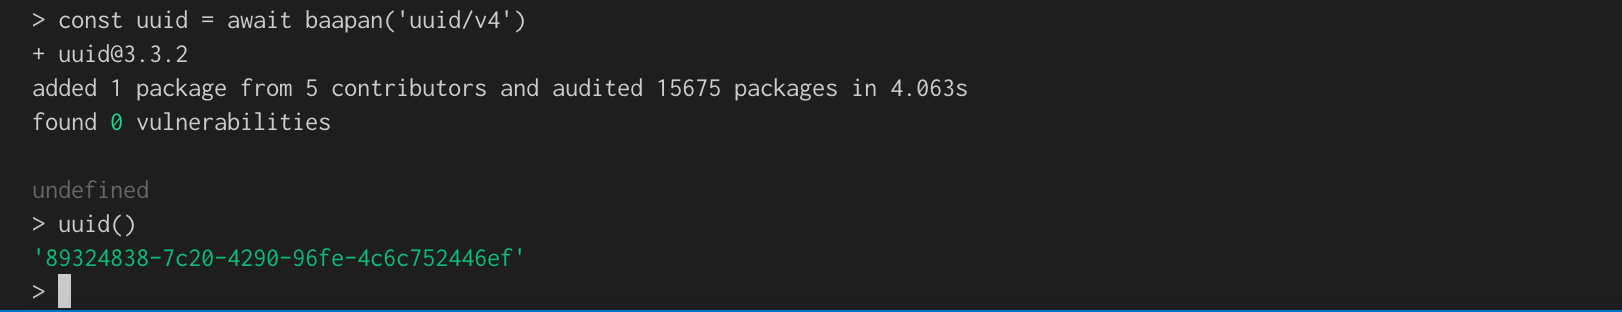 > const uuid = await baapan('uuid/v4')
+ uuid@3.3.2
added 1 package from 5 contributors and audited 15675 packages in 4.063s
found 0 vulnerabilities
undefined
> uuid()
'89324838-7c20-4290-96fe-4c6c752446ef'
>